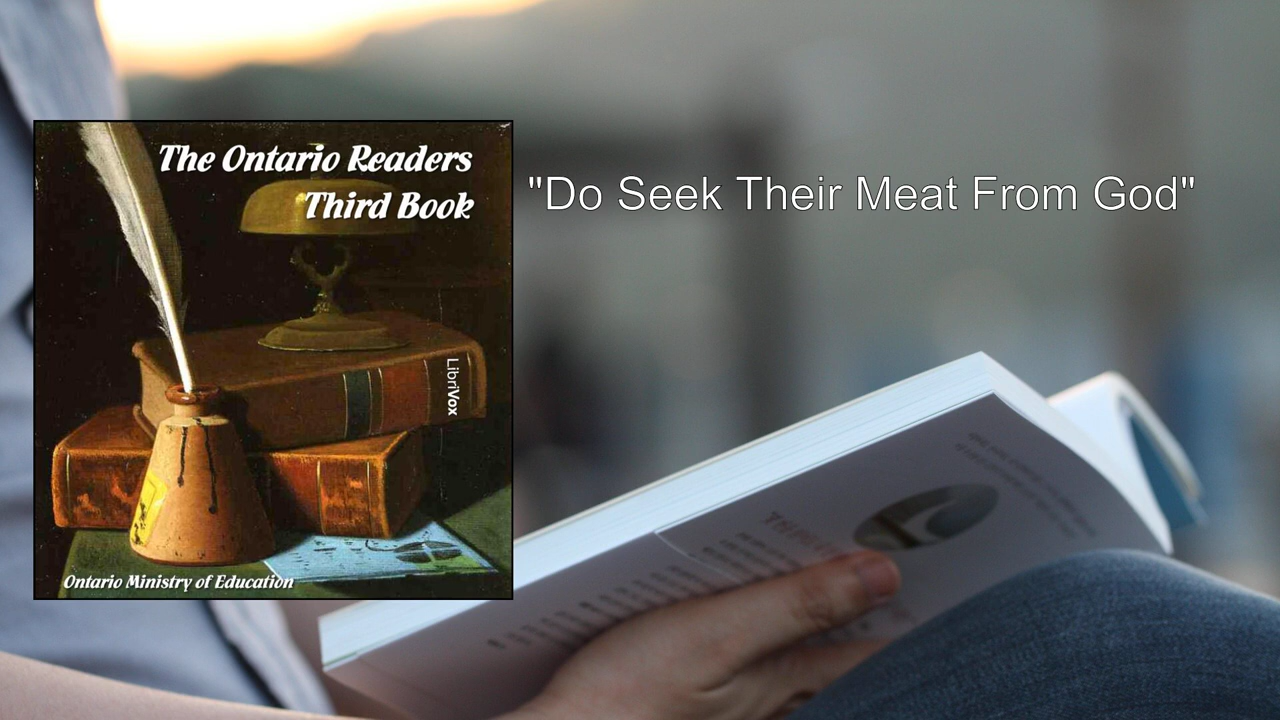 The Ontario Readers
Third Book
"Do Seek Their Meat From God"
LibriVox
Ontario Ministry of Education